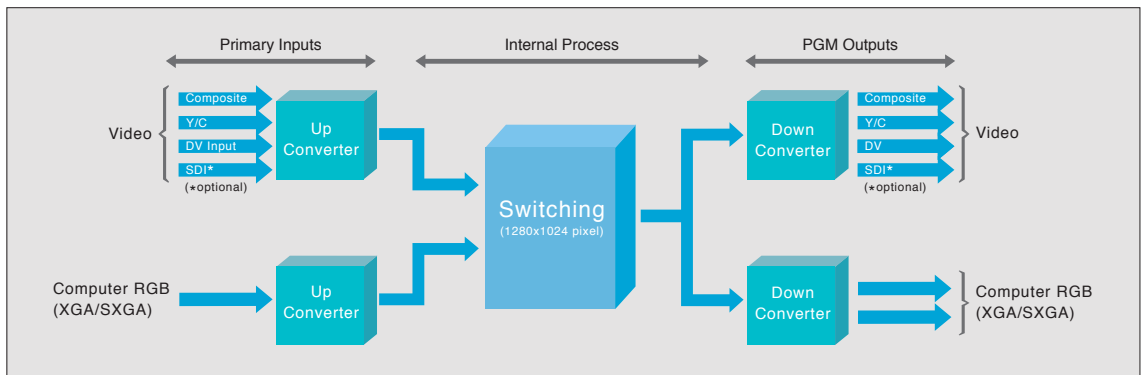 Primary Inputs
Internal Process
PGM Outputs
Video
Composite
Y/C
DV Input
SDI*
(*optional)
Up
Converter
Computer RGB
(XGA/SXGA)
Up
Converter
Switching
(1280x1024 pixel)
Down
Converter
Composite
Y/C
DV
SDI*
(*optional)
Video
Down
Converter
Computer RGB
(XGA/SXGA)